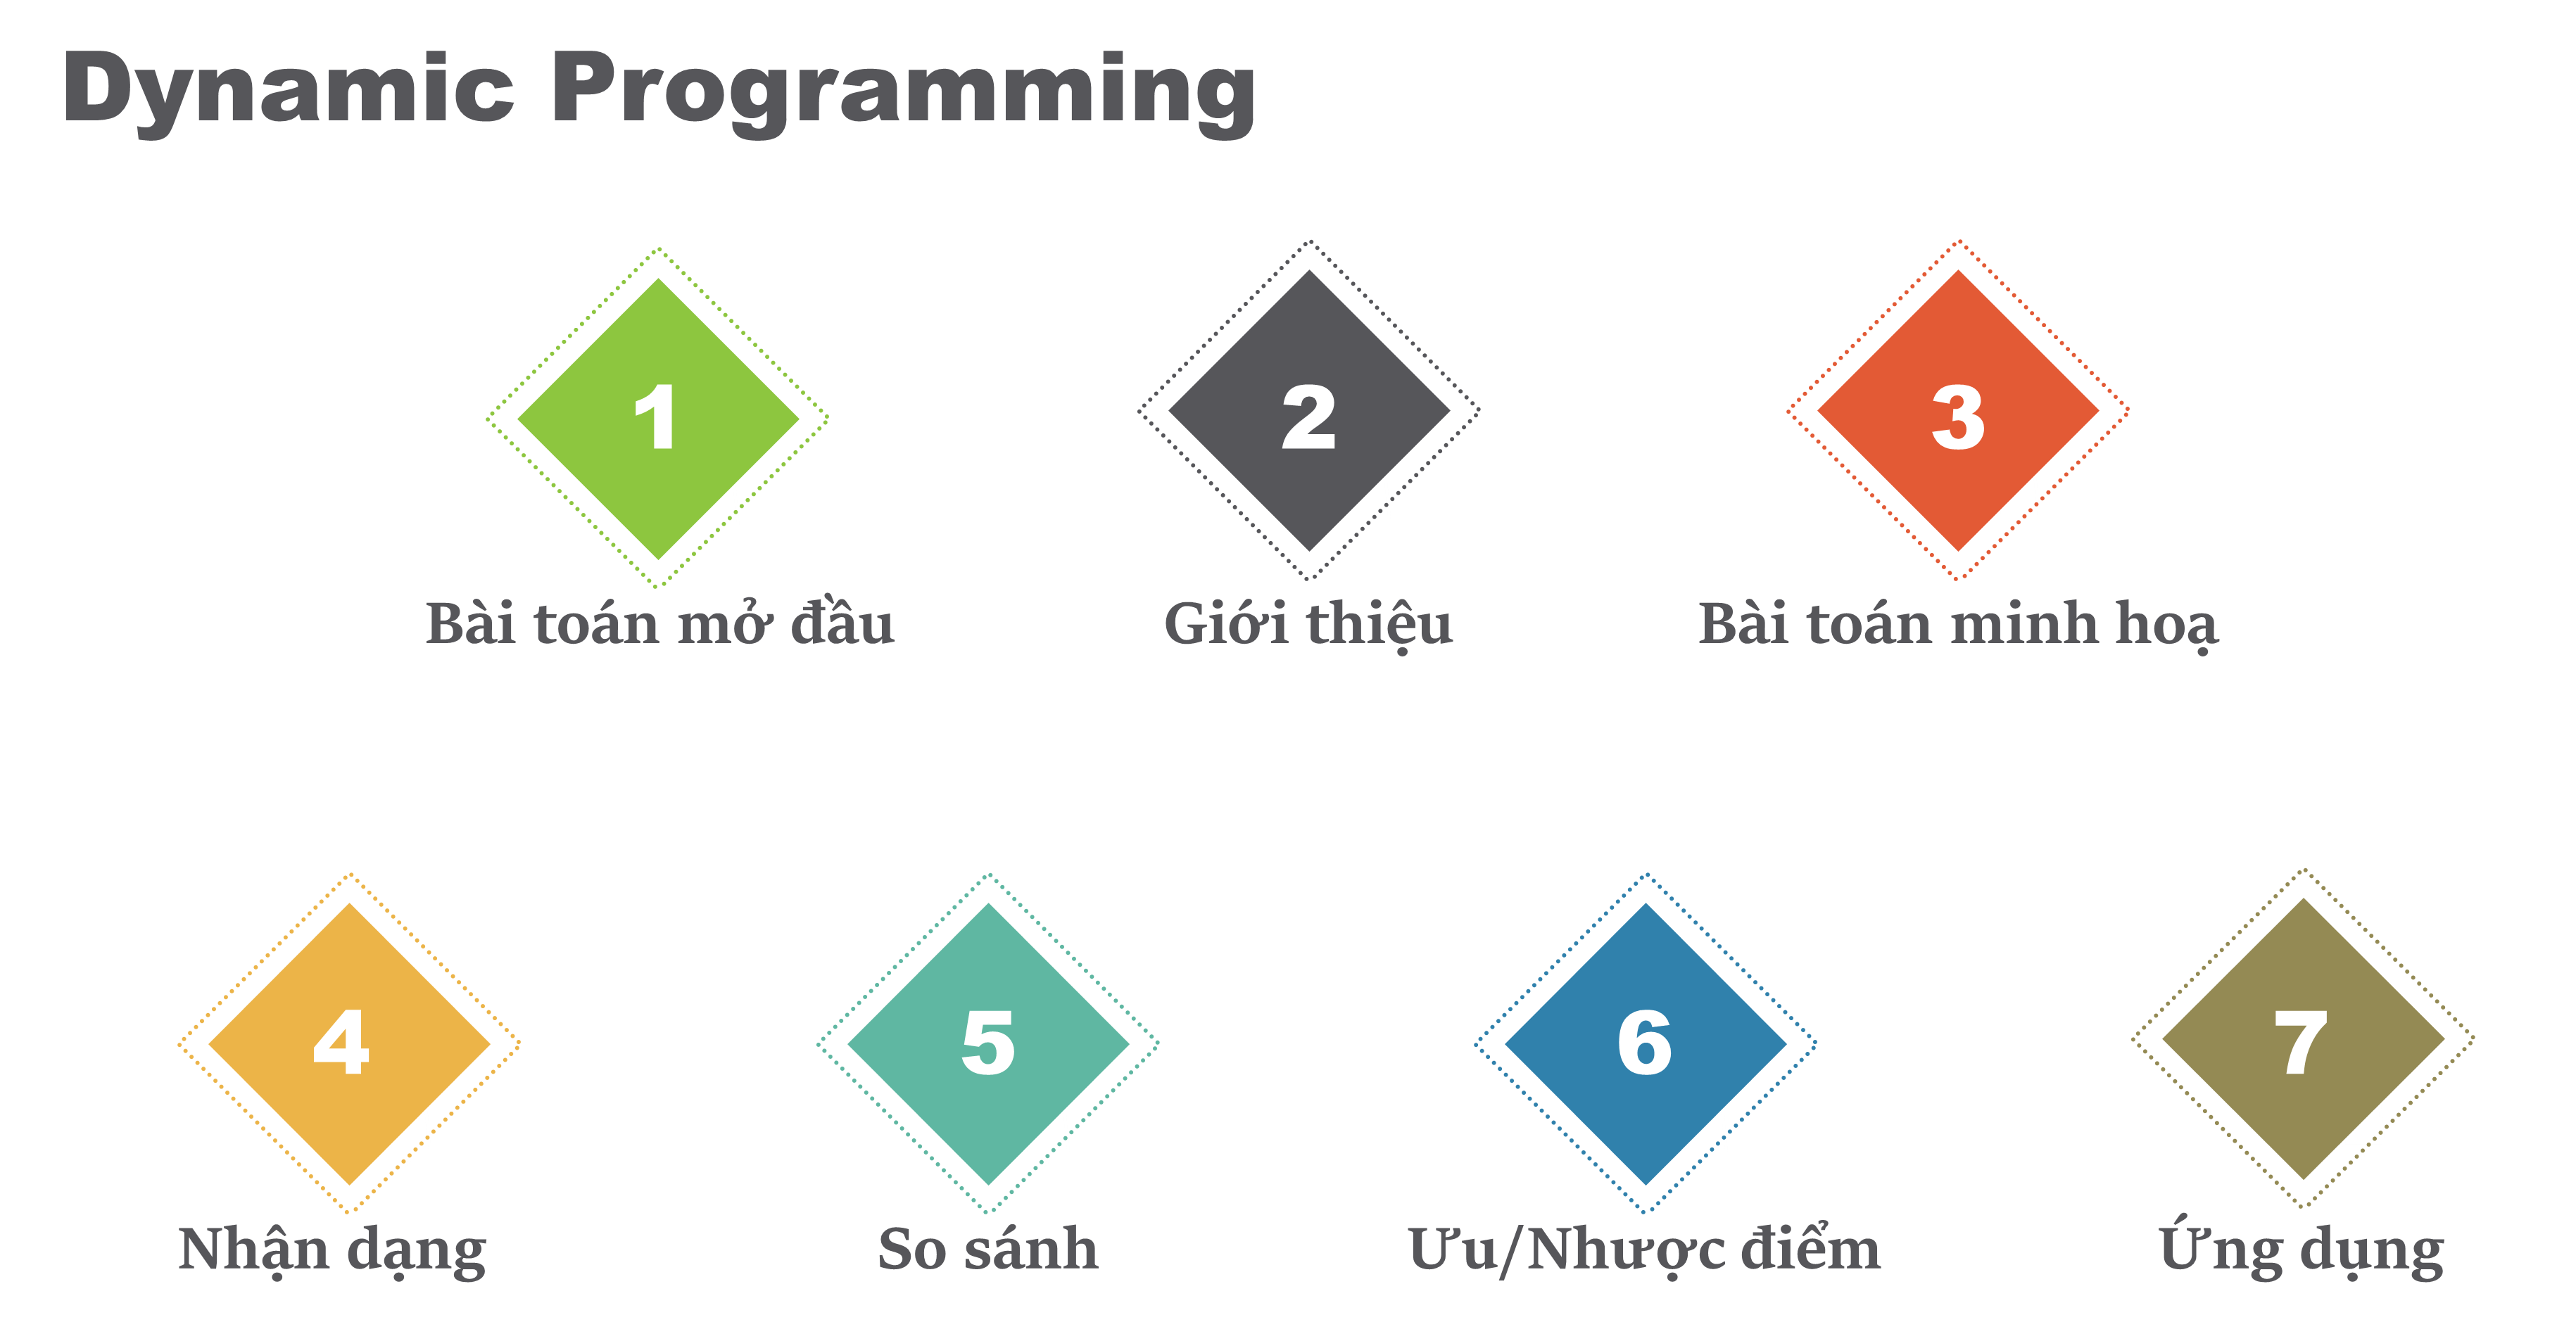 Dynamic Programming
1
2
3
Bài toán mở đầu
Giới thiệu
Bài toán minh hoạ
4
5
6
7
Nhận dạng
So sánh
Ưu/Nhược điểm
Ứng dụng